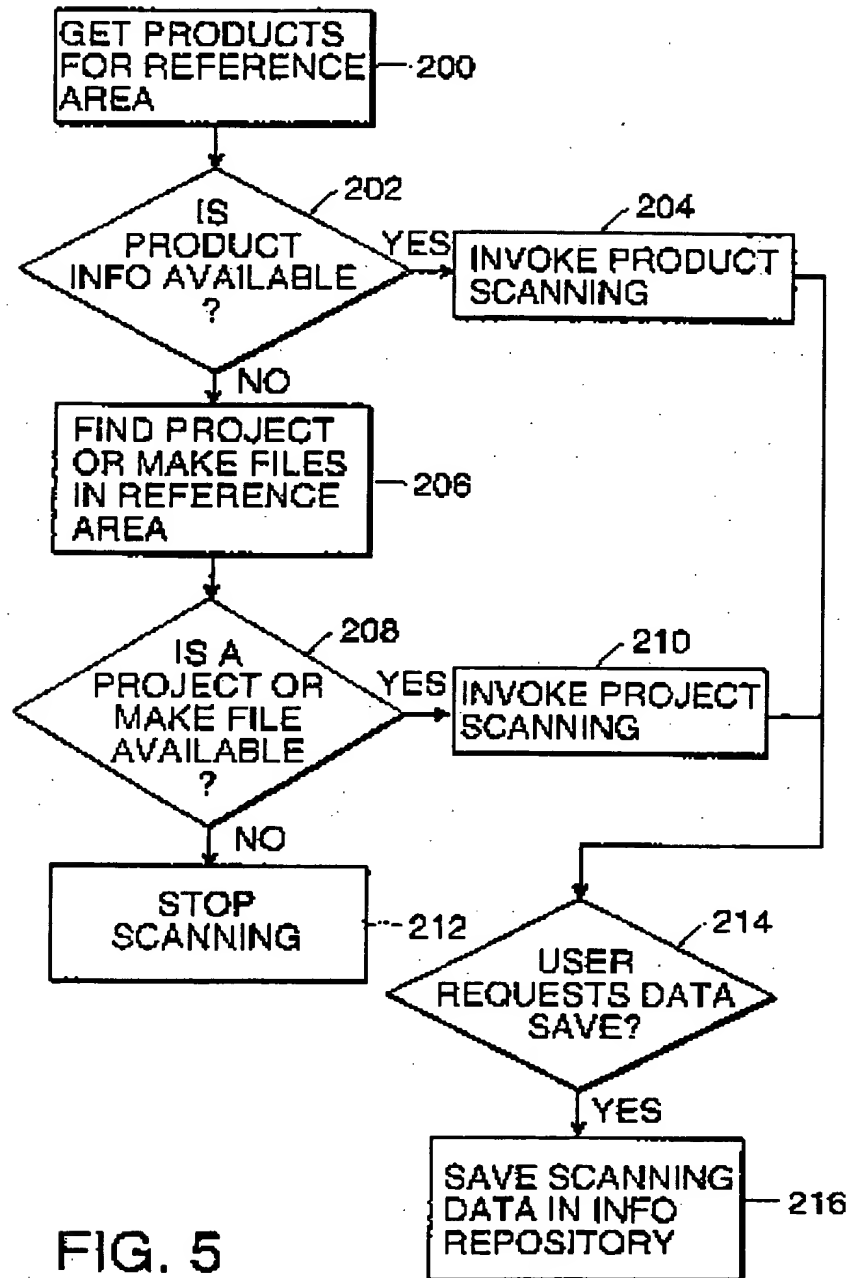 GET PRODUCTS
FOR REFERENCE
AREA
200
202
IS
PRODUCT
INFO AVAILABLE
?
YES
204
INVOKE PRODUCT
SCANNING
NO
FIND PROJECT
OR MAKE FILES
IN REFERENCE
AREA
206
208
IS A
PROJECT OR
MAKE FILE
AVAILABLE
?
YES
210
INVOKE PROJECT
SCANNING
NO
STOP
SCANNING
212
214
USER
REQUESTS DATA
SAVE?
YES
SAVE SCANNING
DATA IN INFO
REPOSITORY
216
FIG. 5